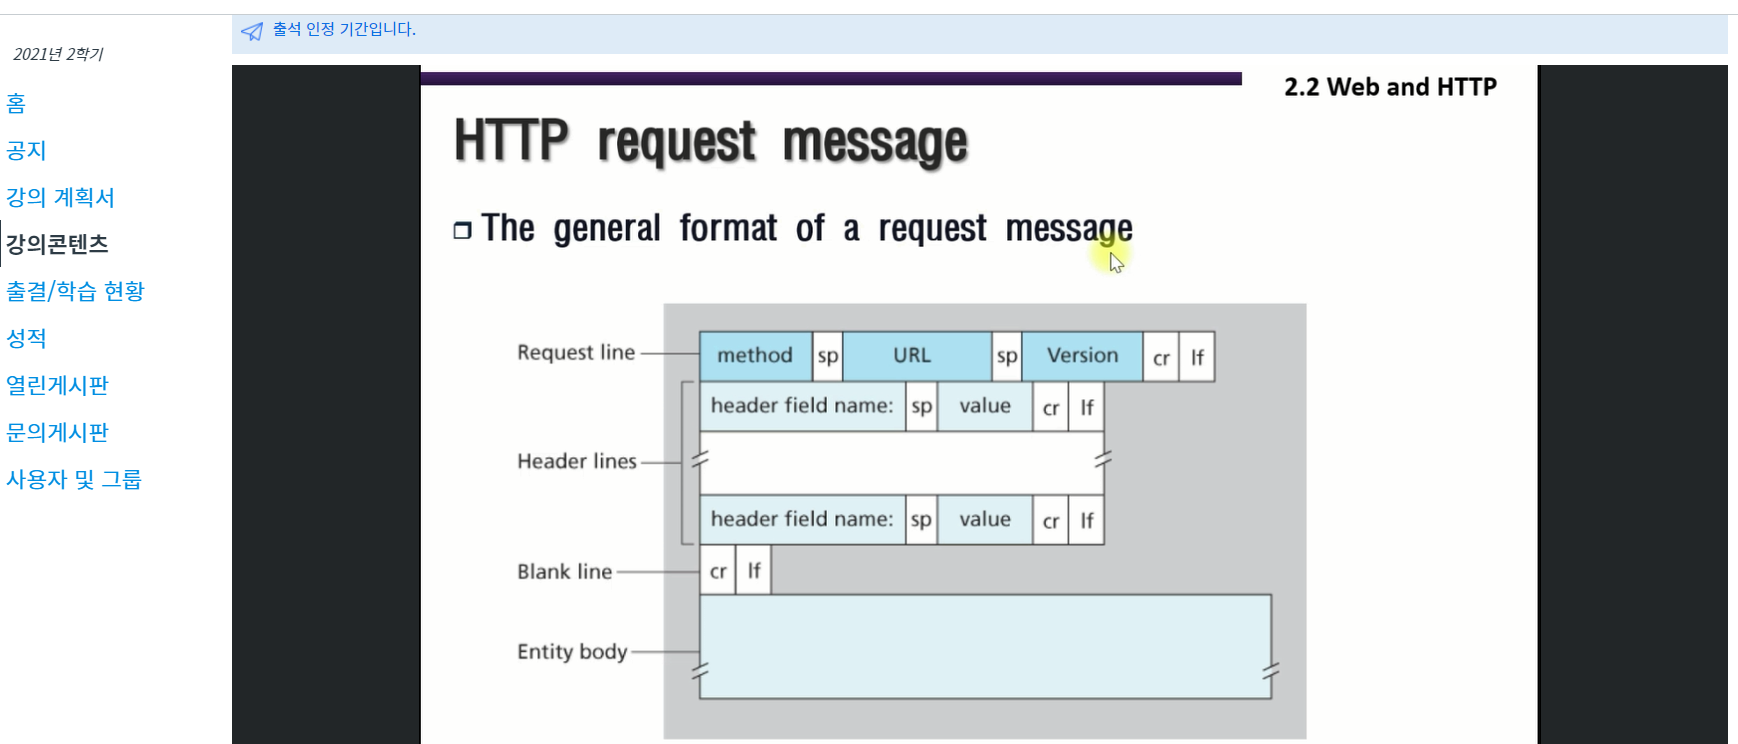 출석 인정 기간입니다.
2021년 2학기
홈
공지
강의 계획서
강의콘텐츠
출결/학습 현황
성적
열린게시판
문의게시판
사용자 및 그룹
2.2 Web and HTTP
HTTP request message
The general format of a request message
Request line method sp URL sp Version cr lf
header field name: sp value cr lf
Header lines
header field name: sp value cr lf
Blank line cr lf
Entity body